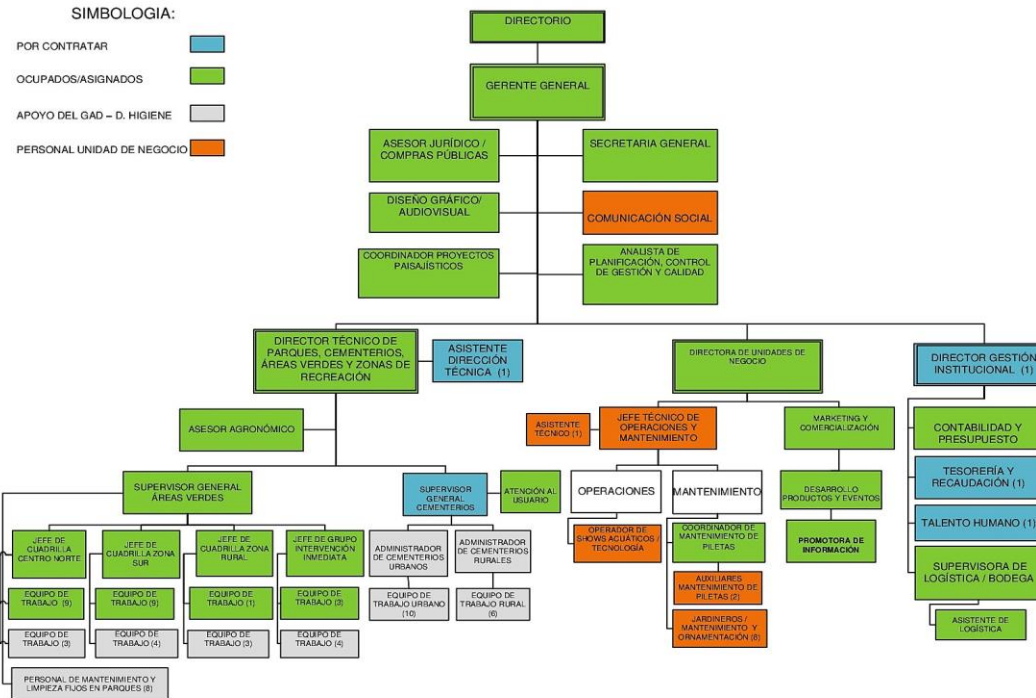 SIMBOLOGIA:
POR CONTRATAR
OCUPADOS/ASIGNADOS
APOYO DEL GAD – D. HIGIENE
PERSONAL UNIDAD DE NEGOCIO
DIRECTORIO
GERENTE GENERAL
ASESOR JURÍDICO /
COMPRAS PÚBLICAS
SECRETARIA GENERAL
DISEÑO GRÁFICO/
AUDIOVISUAL
COMUNICACIÓN SOCIAL
COORDINADOR PROYECTOS
PAISAJÍSTICOS
ANALISTA DE
PLANIFICACIÓN, CONTROL
DE GESTIÓN Y CALIDAD
DIRECTOR TÉCNICO DE
PARQUES, CEMENTERIOS,
ÁREAS VERDES Y ZONAS DE
RECREACIÓN
ASISTENTE
DIRECCIÓN
TÉCNICA (1)
DIRECTORA DE UNIDADES DE
NEGOCIO
DIRECTOR GESTIÓN
INSTITUCIONAL (1)
ASESOR AGRONÓMICO
ASISTENTE
TÉCNICO (1)
JEFE TÉCNICO DE
OPERACIONES Y
MANTENIMIENTO
MARKETING Y
COMERCIALIZACIÓN
CONTABILIDAD Y
PRESUPUESTO
SUPERVISOR GENERAL
ÁREAS VERDES
SUPERVISOR
GENERAL
CEMENTERIOS
ATENCIÓN AL
USUARIO
OPERACIONES
MANTENIMIENTO
DESARROLLO
PRODUCTOS Y EVENTOS
TESORERÍA Y
RECAUDACIÓN (1)
JEFE DE
CUADRILLA
CENTRO NORTE
JEFE DE
CUADRILLA ZONA
SUR
JEFE DE
CUADRILLA ZONA
RURAL
JEFE DE GRUPO
INTERVENCIÓN
INMEDIATA
ADMINISTRADOR
DE CEMENTERIOS
URBANOS
ADMINISTRADOR
DE CEMENTERIOS
RURALES
OPERADOR DE
SHOWS ACUÁTICOS /
TECNOLOGÍA
COORDINADOR DE
MANTENIMIENTO DE
PILETAS
PROMOTORA DE
INFORMACIÓN
TALENTO HUMANO (1)
EQUIPO DE
TRABAJO (9)
EQUIPO DE
TRABAJO (9)
EQUIPO DE
TRABAJO (1)
EQUIPO DE
TRABAJO (3)
EQUIPO DE
TRABAJO URBANO
(10)
EQUIPO DE
TRABAJO RURAL
(6)
AUXILIARES
MANTENIMIENTO DE
PILETAS (2)
SUPERVISORA DE
LOGÍSTICA / BODEGA
EQUIPO DE
TRABAJO (3)
EQUIPO DE
TRABAJO (4)
EQUIPO DE
TRABAJO (3)
EQUIPO DE
TRABAJO (4)
JARDINEROS /
MANTENIMIENTO Y
ORNAMENTACIÓN (8)
ASISTENTE DE
LOGÍSTICA
PERSONAL DE MANTENIMIENTO Y
LIMPIEZA FIJOS EN PARQUES (8)